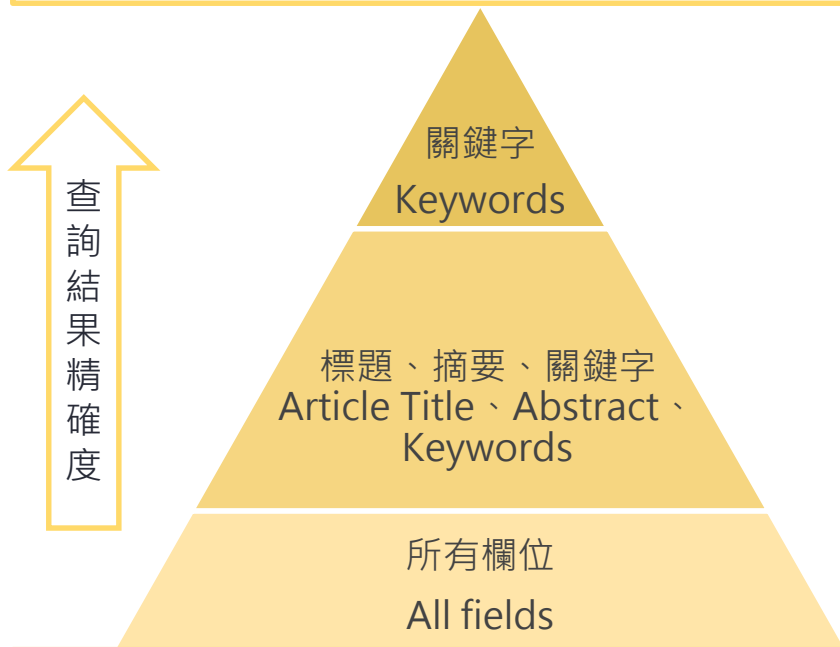 查詢結果精確度
關鍵字
Keywords
標題、摘要、關鍵字
Article Title、Abstract、
Keywords
所有欄位
All fields